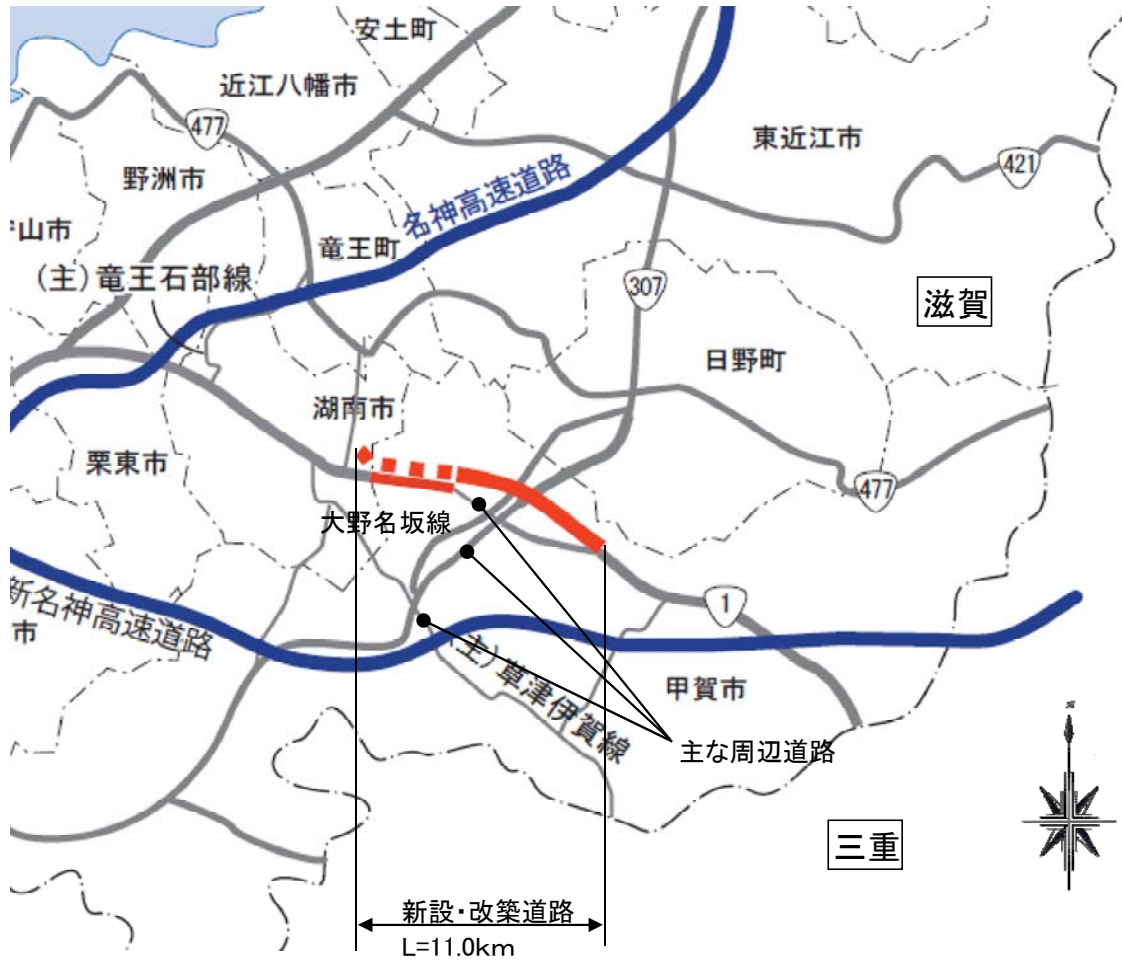 安土町
近江八幡市
477
東近江市
421
野洲市
名神高速道路
山市
竜王町
(主)竜王石部線
307
滋賀
日野町
湖南市
栗東市
477
大野名坂線
新名神高速道路
市
1
(主)草津伊賀線
甲賀市
主な周辺道路
三重
新設・改築道路
L=11.0km